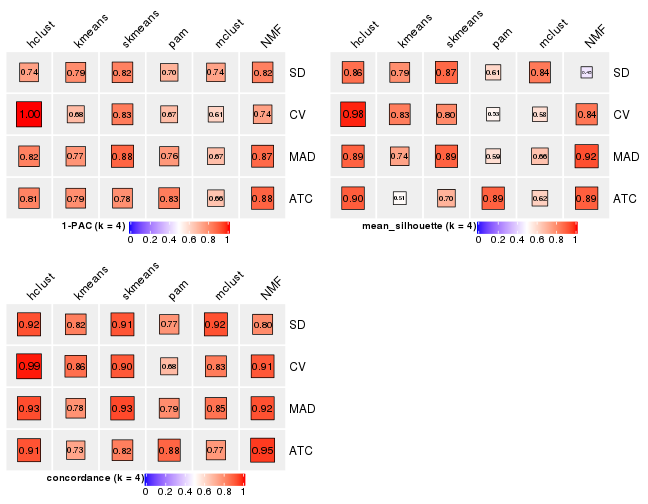 hclust kmeans skmeans pam mclust NMF
0.74 0.79 0.82 0.70 0.74 0.82 SD
1.00 0.68 0.83 0.67 0.61 0.74 CV
0.82 0.77 0.88 0.76 0.67 0.87 MAD
0.81 0.79 0.78 0.83 0.66 0.88 ATC
1-PAC (k = 4)
0 0.2 0.4 0.6 0.8 1
hclust kmeans skmeans pam mclust NMF
0.86 0.79 0.87 0.61 0.84 SD
0.98 0.83 0.80 0.53 0.58 0.84 CV
0.89 0.74 0.89 0.59 0.66 0.92 MAD
0.90 0.51 0.70 0.89 0.62 0.89 ATC
mean_silhouette (k = 4)
0 0.2 0.4 0.6 0.8 1
hclust kmeans skmeans pam mclust NMF
0.92 0.82 0.91 0.77 0.92 0.80 SD
0.99 0.86 0.90 0.68 0.83 0.91 CV
0.93 0.78 0.93 0.79 0.85 0.92 MAD
0.91 0.73 0.82 0.88 0.77 0.95 ATC
concordance (k = 4)
0 0.2 0.4 0.6 0.8 1